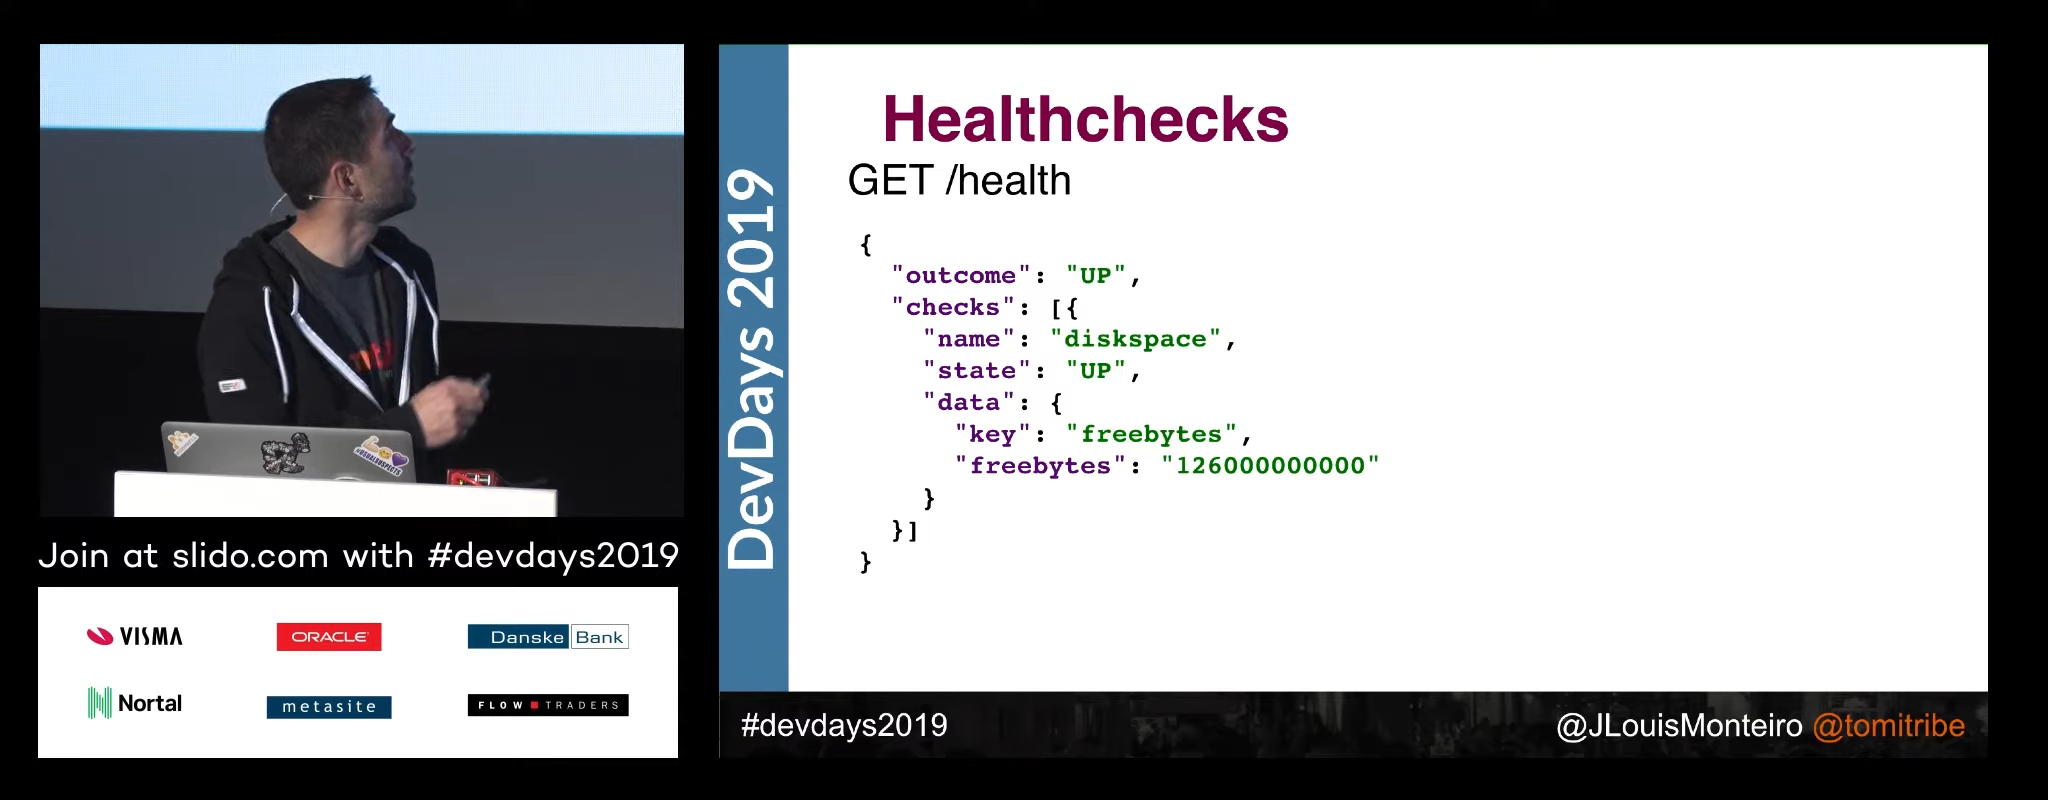 Join at slido.com with #devdays2019
VISMA
ORACLE
Danske Bank
Nortal
metasite
FLOW TRADERS
DevDays 2019
Healthchecks
GET /health
{
"outcome": "UP",
"checks": [{
"name": "diskspace",
"state": "UP",
"data": {
"key": "freebytes",
"freebytes": "126000000000"
}
}]
}
#devdays2019
@JLouisMonteiro @tomitribe